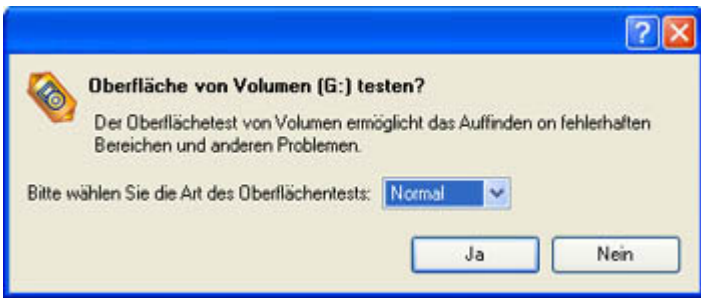 Oberfläche von Volumen (G:) testen?
Der Oberflächetest von Volumen ermöglicht das Auffinden on fehlerhaften
Bereichen und anderen Problemen.
Bitte wählen Sie die Art des Oberflächentests: Normal
Ja Nein